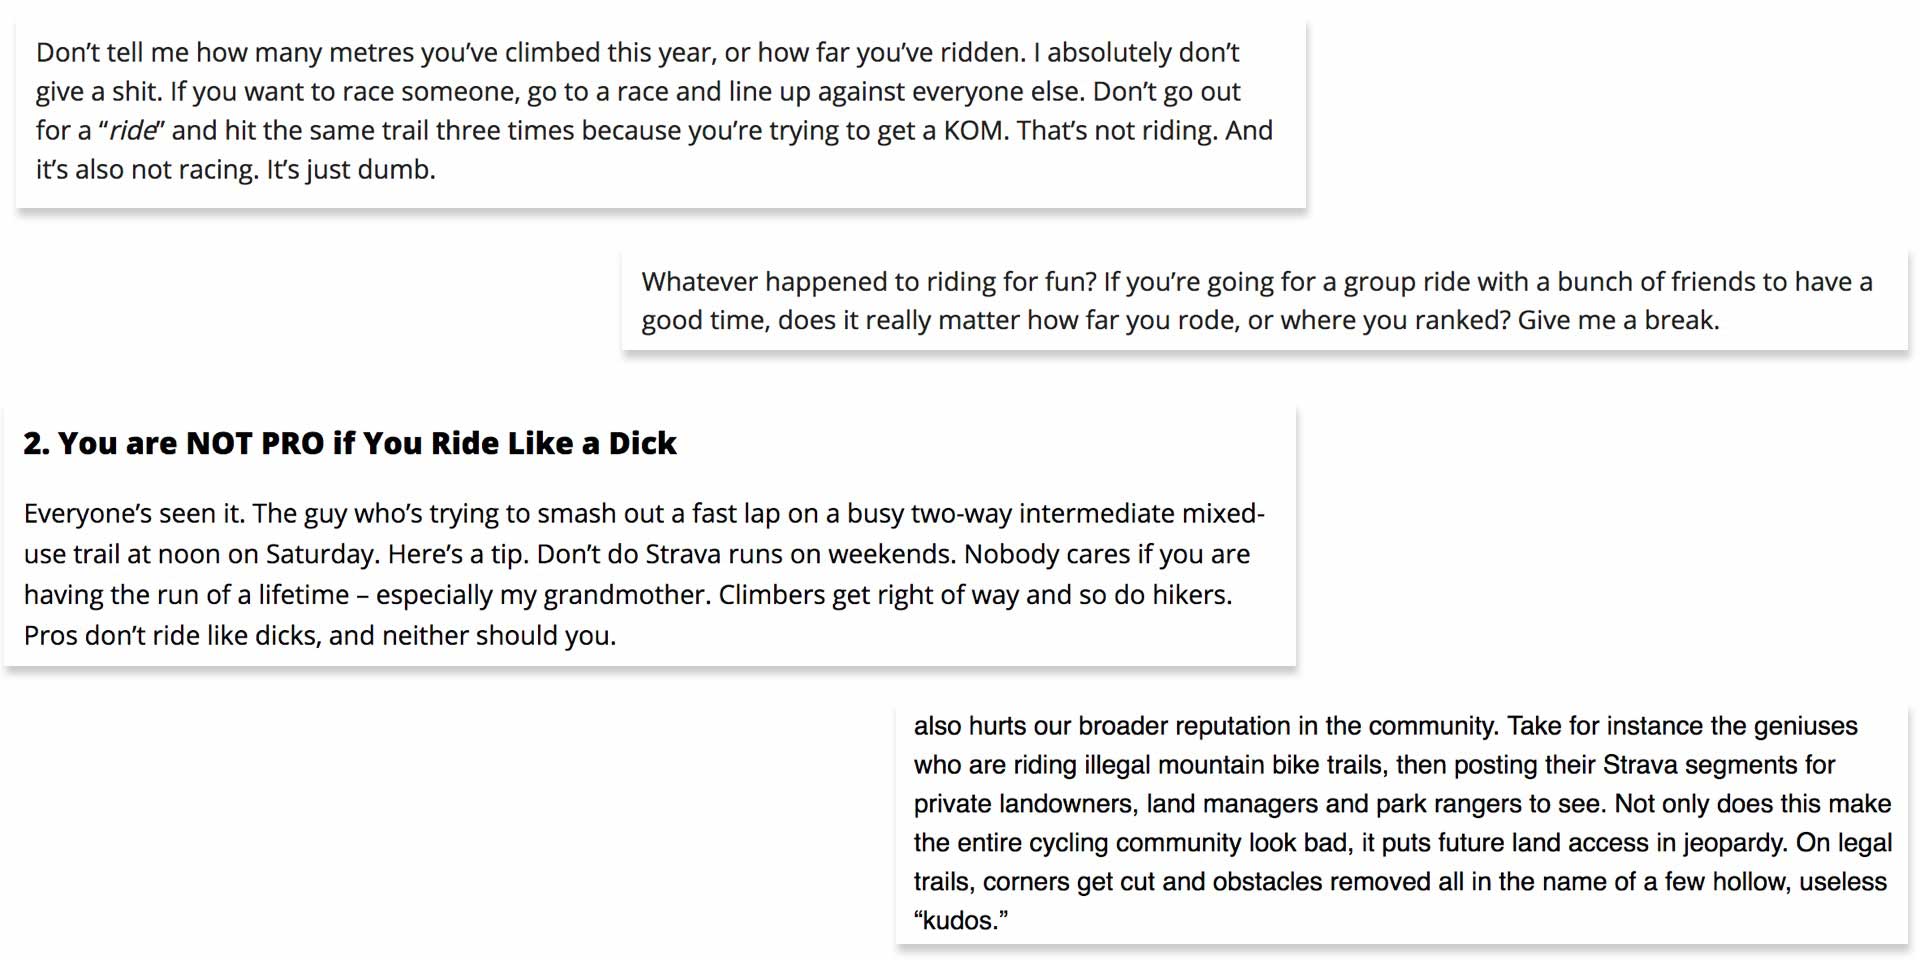 Don’t tell me how many metres you’ve climbed this year, or how far you’ve ridden. I absolutely don’t
give a shit. If you want to race someone, go to a race and line up against everyone else. Don’t go out
for a “ride” and hit the same trail three times because you’re trying to get a KOM. That’s not riding. And
it’s also not racing. It’s just dumb.
Whatever happened to riding for fun? If you’re going for a group ride with a bunch of friends to have a
good time, does it really matter how far you rode, or where you ranked? Give me a break.
2. You are NOT PRO if You Ride Like a Dick
Everyone’s seen it. The guy who’s trying to smash out a fast lap on a busy two-way intermediate mixed-
use trail at noon on Saturday. Here’s a tip. Don’t do Strava runs on weekends. Nobody cares if you are
having the run of a lifetime – especially my grandmother. Climbers get right of way and so do hikers.
Pros don’t ride like dicks, and neither should you.
also hurts our broader reputation in the community. Take for instance the geniuses
who are riding illegal mountain bike trails, then posting their Strava segments for
private landowners, land managers and park rangers to see. Not only does this make
the entire cycling community look bad, it puts future land access in jeopardy. On legal
trails, corners get cut and obstacles removed all in the name of a few hollow, useless
“kudos.”